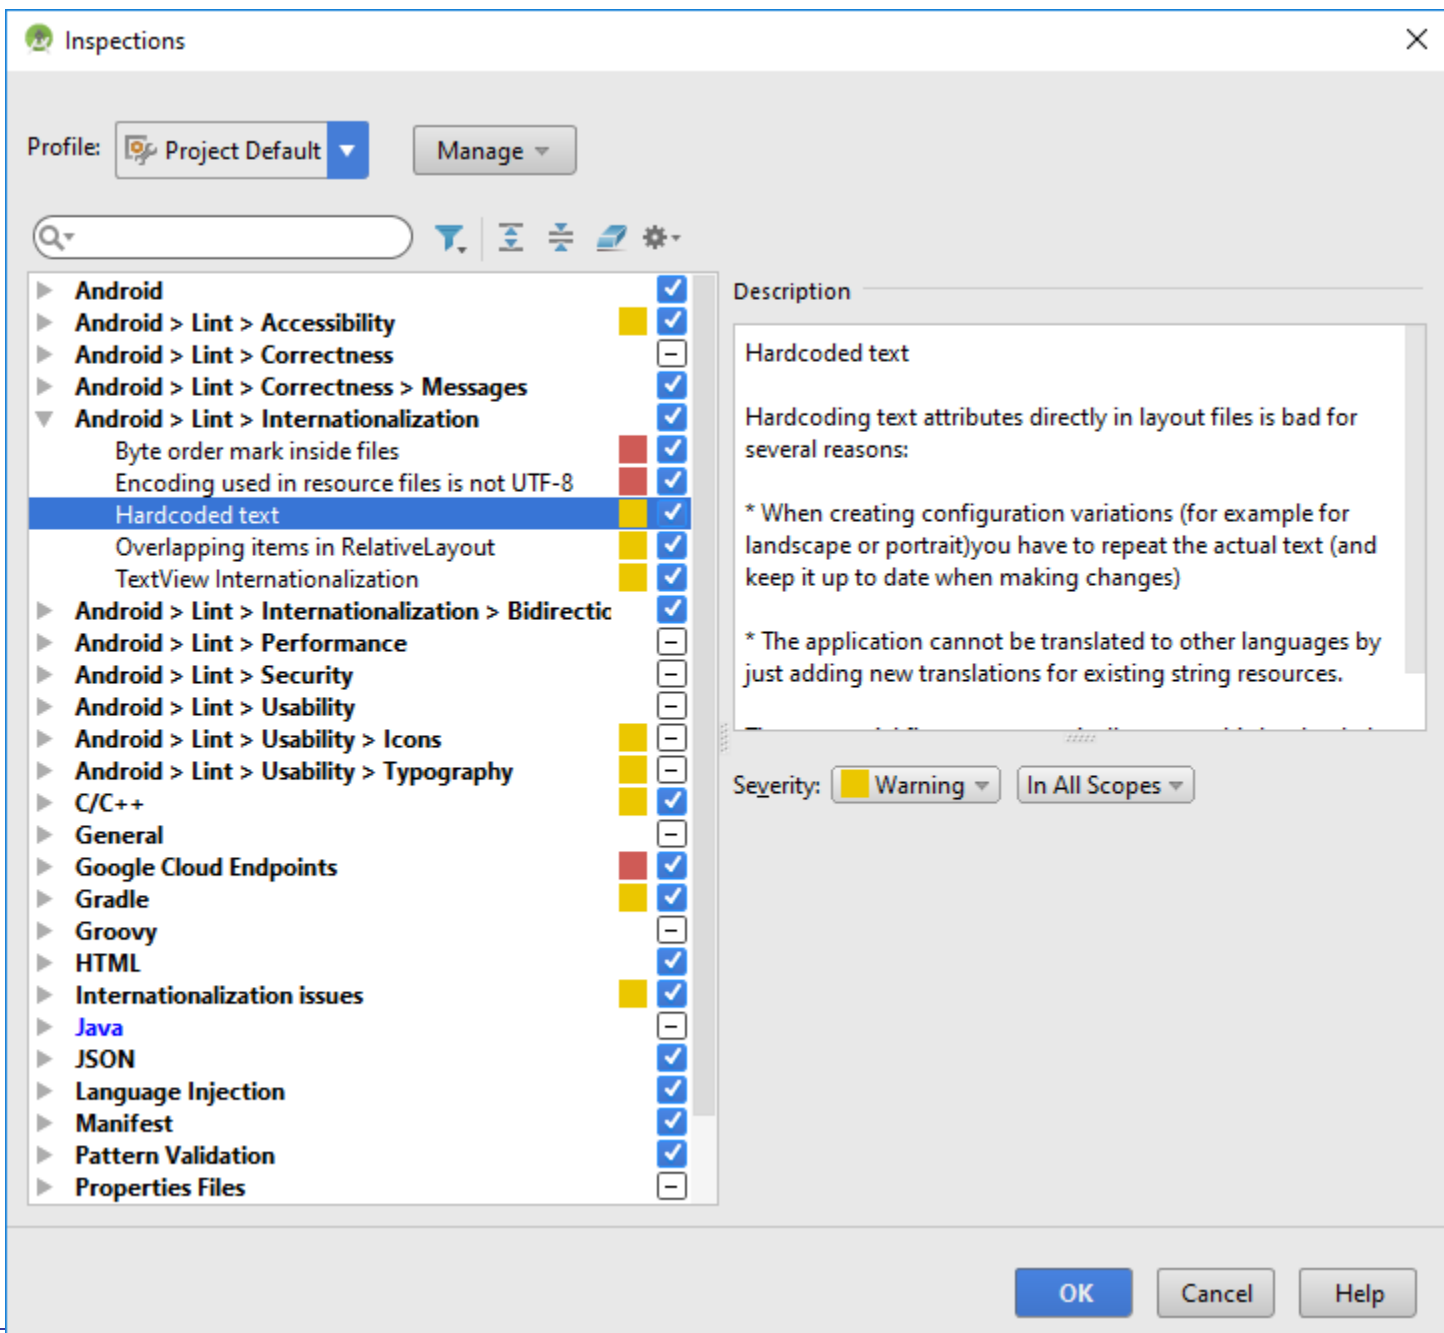 Inspections
Profile:
Project Default
Manage
Android
Android > Lint > Accessibility
Android > Lint > Correctness
Android > Lint > Correctness > Messages
Android > Lint > Internationalization
Byte order mark inside files
Encoding used in resource files is not UTF-8
Hardcoded text
Overlapping items in RelativeLayout
TextView Internationalization
Android > Lint > Internationalization > Bidirectic
Android > Lint > Performance
Android > Lint > Security
Android > Lint > Usability
Android > Lint > Usability > Icons
Android > Lint > Usability > Typography
C/C++
General
Google Cloud Endpoints
Gradle
Groovy
HTML
Internationalization issues
Java
JSON
Language Injection
Manifest
Pattern Validation
Properties Files
Description
Hardcoded text
Hardcoding text attributes directly in layout files is bad for
several reasons:
* When creating configuration variations (for example for
landscape or portrait)you have to repeat the actual text (and
keep it up to date when making changes)
* The application cannot be translated to other languages by
just adding new translations for existing string resources.
Severity:
Warning
In All Scopes
OK
Cancel
Help